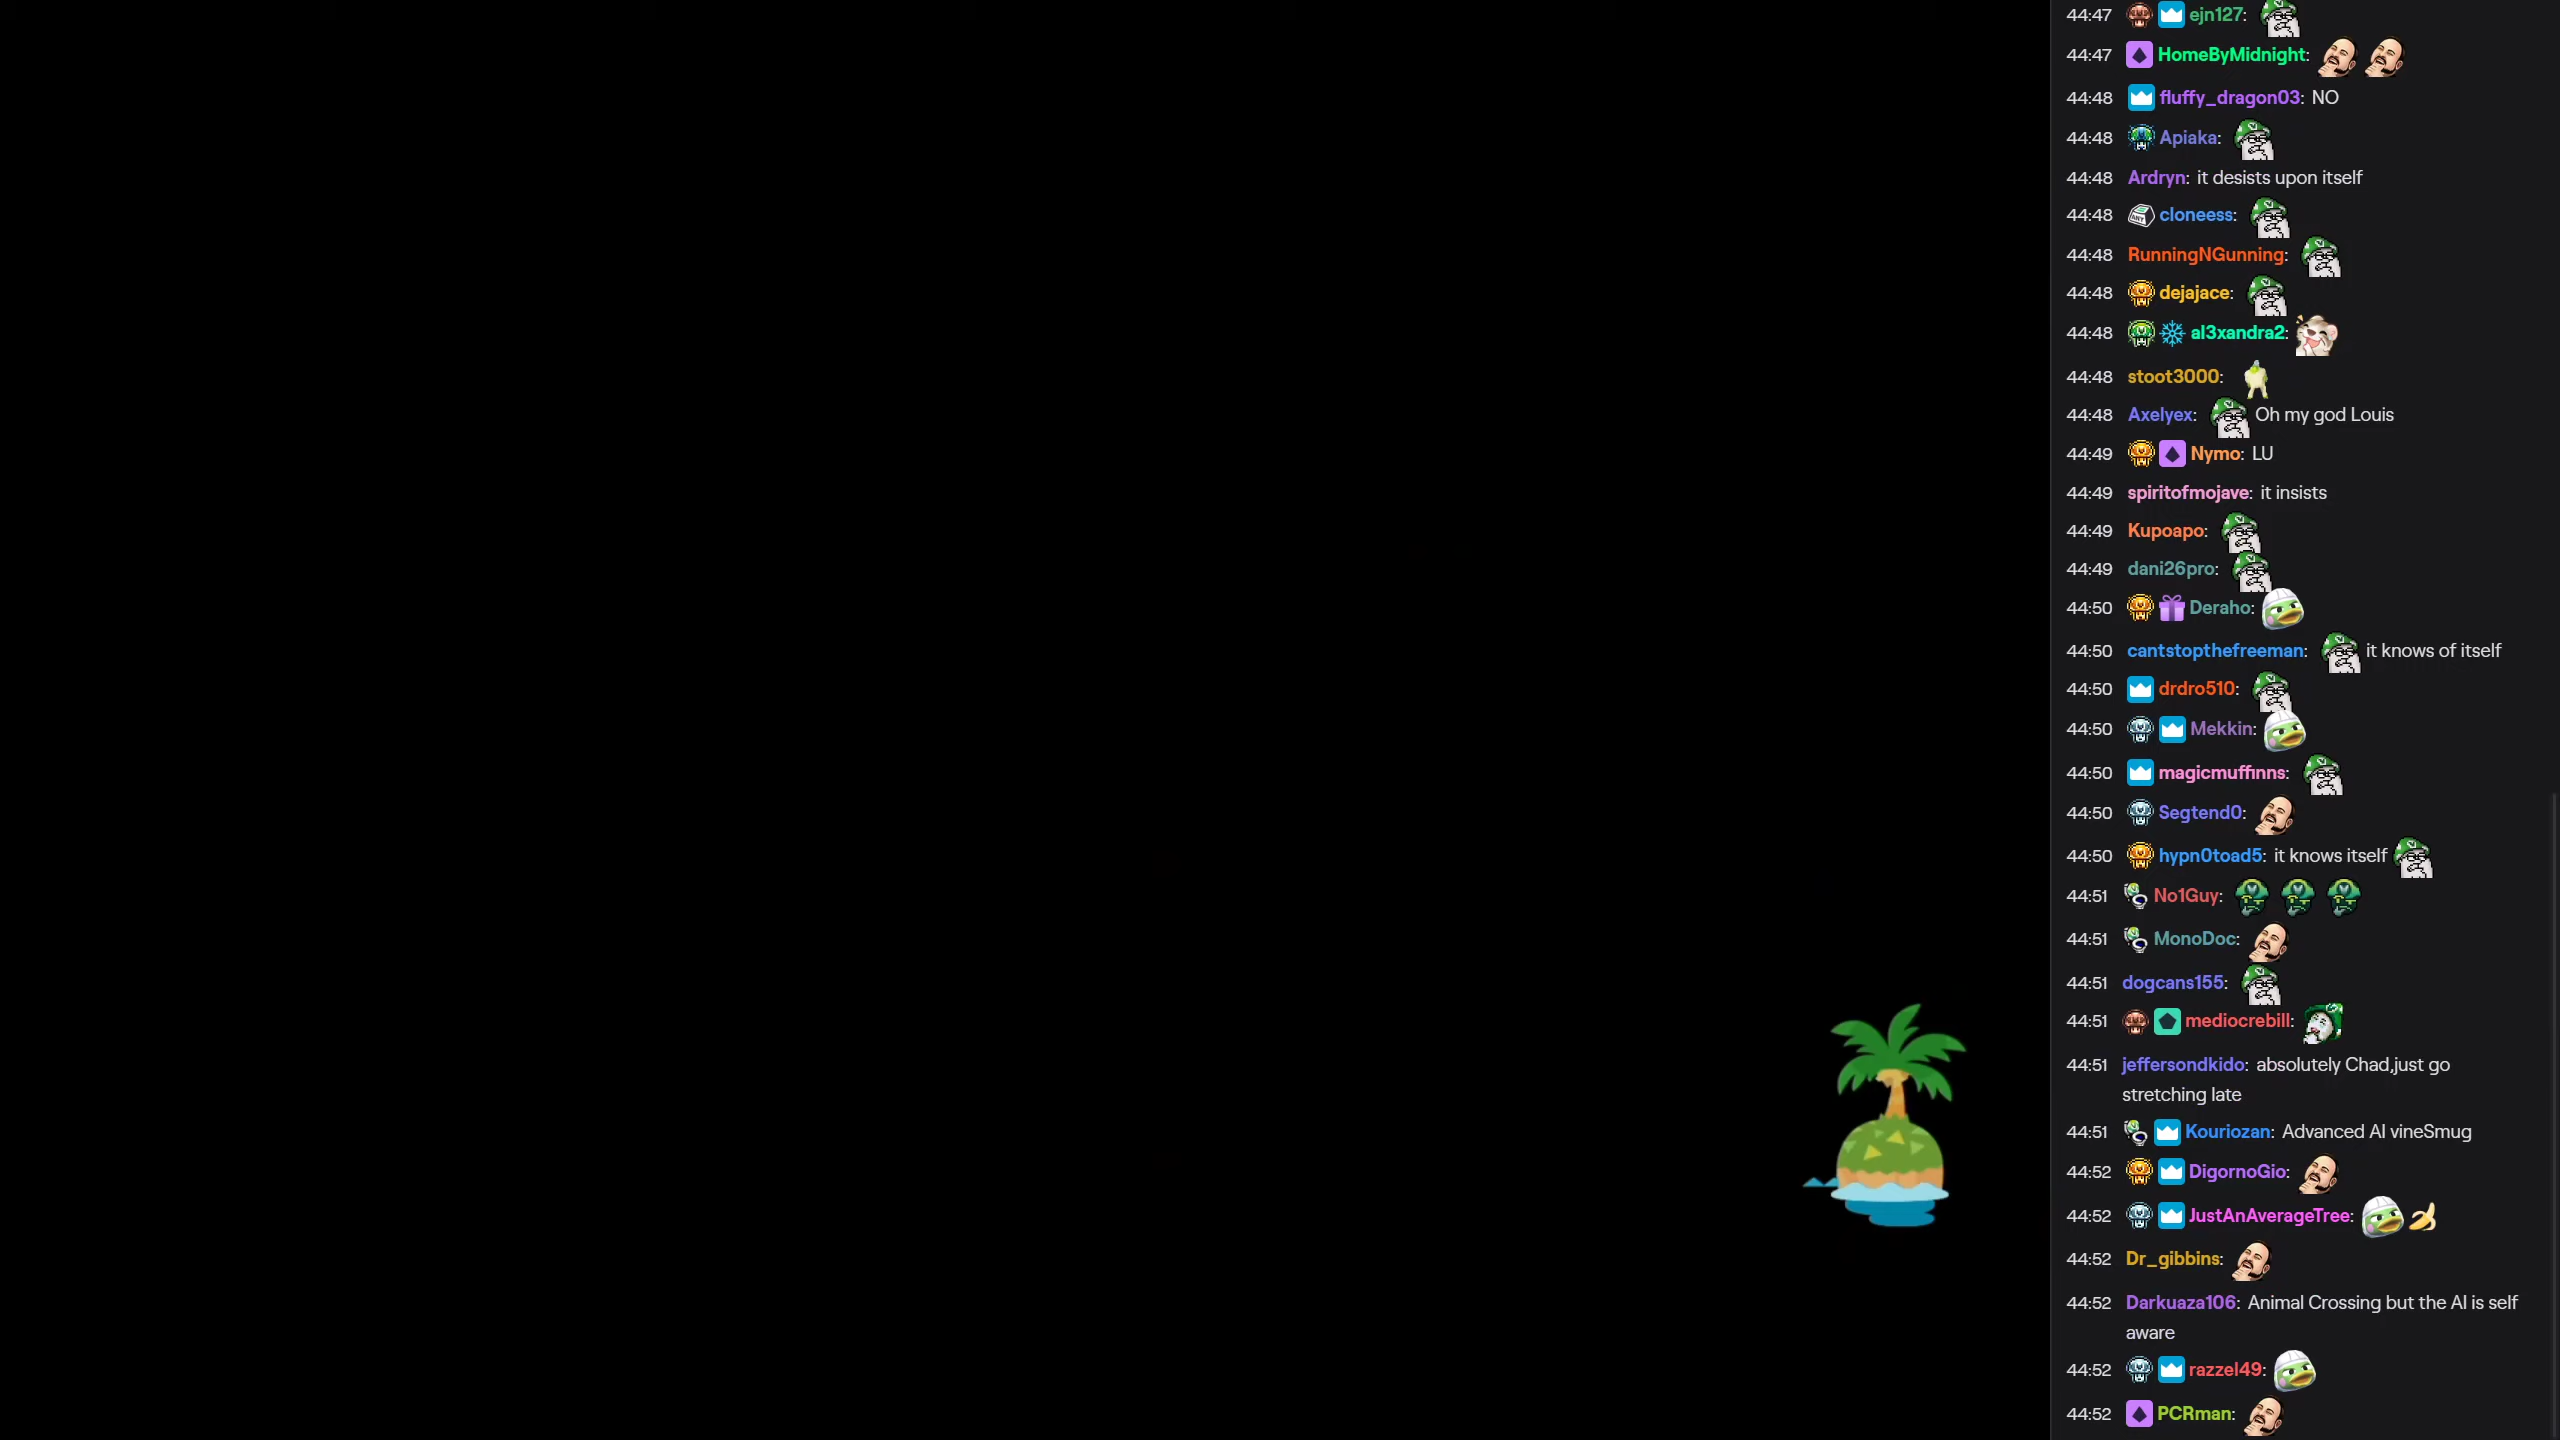 44:47 ejn127:
44:47 HomeByMidnight:
44:48 fluffy_dragon03: NO
44:48 Apiaka:
44:48 Ardryn: it desists upon itself
44:48 cloneess:
44:48 RunningNGunning:
44:48 dejajace:
44:48 al3xandra2:
44:48 stoot3000:
44:48 Axelyex: Oh my god Louis
44:49 Nymo: LU
44:49 spiritofmojave: it insists
44:49 Kupoapo:
44:49 dani26pro:
44:50 Deraho:
44:50 cantstopthefreeman: it knows of itself
44:50 drdro510:
44:50 Mekkin:
44:50 magicmuffinns:
44:50 Segtend0:
44:50 hypn0toad5: it knows itself
44:51 No1Guy:
44:51 MonoDoc:
44:51 dogcans155:
44:51 mediocrebill:
44:51 jeffersondkido: absolutely Chad,just go
stretching late
44:51 Kouriozan: Advanced AI vineSmug
44:52 DigornoGio:
44:52 JustAnAverageTree:
44:52 Dr_gibbins:
44:52 Darkuaza106: Animal Crossing but the AI is self
aware
44:52 razzel49:
44:52 PCRman: